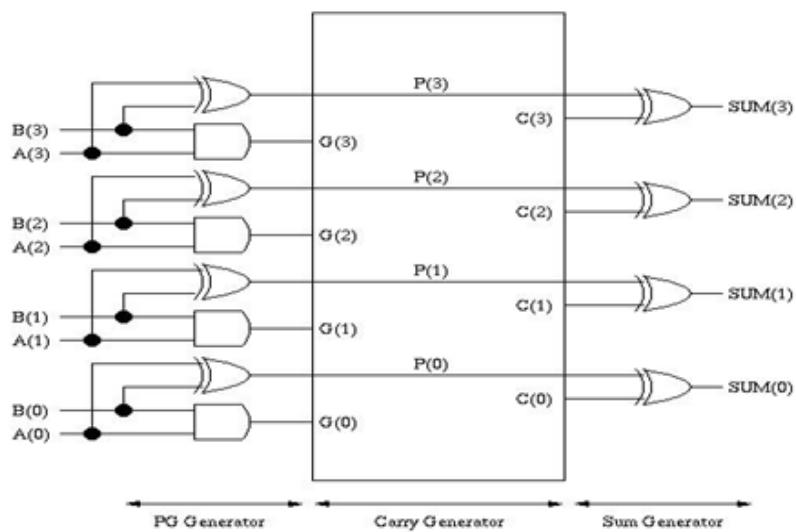 P(3)
SUM(3)
C(3)
B(3)
G(3)
A(3)
P(2)
SUM(2)
C(2)
B(2)
G(2)
A(2)
P(1)
SUM(1)
C(1)
B(1)
G(1)
A(1)
P(0)
SUM(0)
C(0)
B(0)
G(0)
A(0)
PG Generator
Carry Generator
Sum Generator